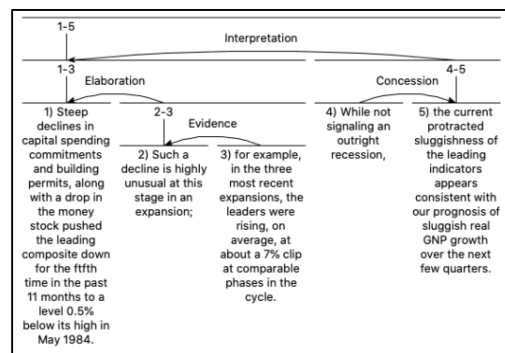 1-5
Interpretation
1-3
4-5
Elaboration
Concession
1) Steep
declines in
capital spending
commitments
and building
permits, along
with a drop in
the money
stock pushed
the leading
composite down
for the ftfth
time in the past
11 months to a
level 0.5%
below its high in
May 1984.
2-3
Evidence
2) Such a
decline is highly
unusual at this
stage in an
expansion;
3) for example,
in the three
most recent
expansions, the
leaders were
rising, on
average, at
about a 7% clip
at comparable
phases in the
cycle.
4) While not
signaling an
outright
recession,
5) the current
protracted
sluggishness of
the leading
indicators
appears
consistent with
our prognosis of
sluggish real
GNP growth
over the next
few quarters.